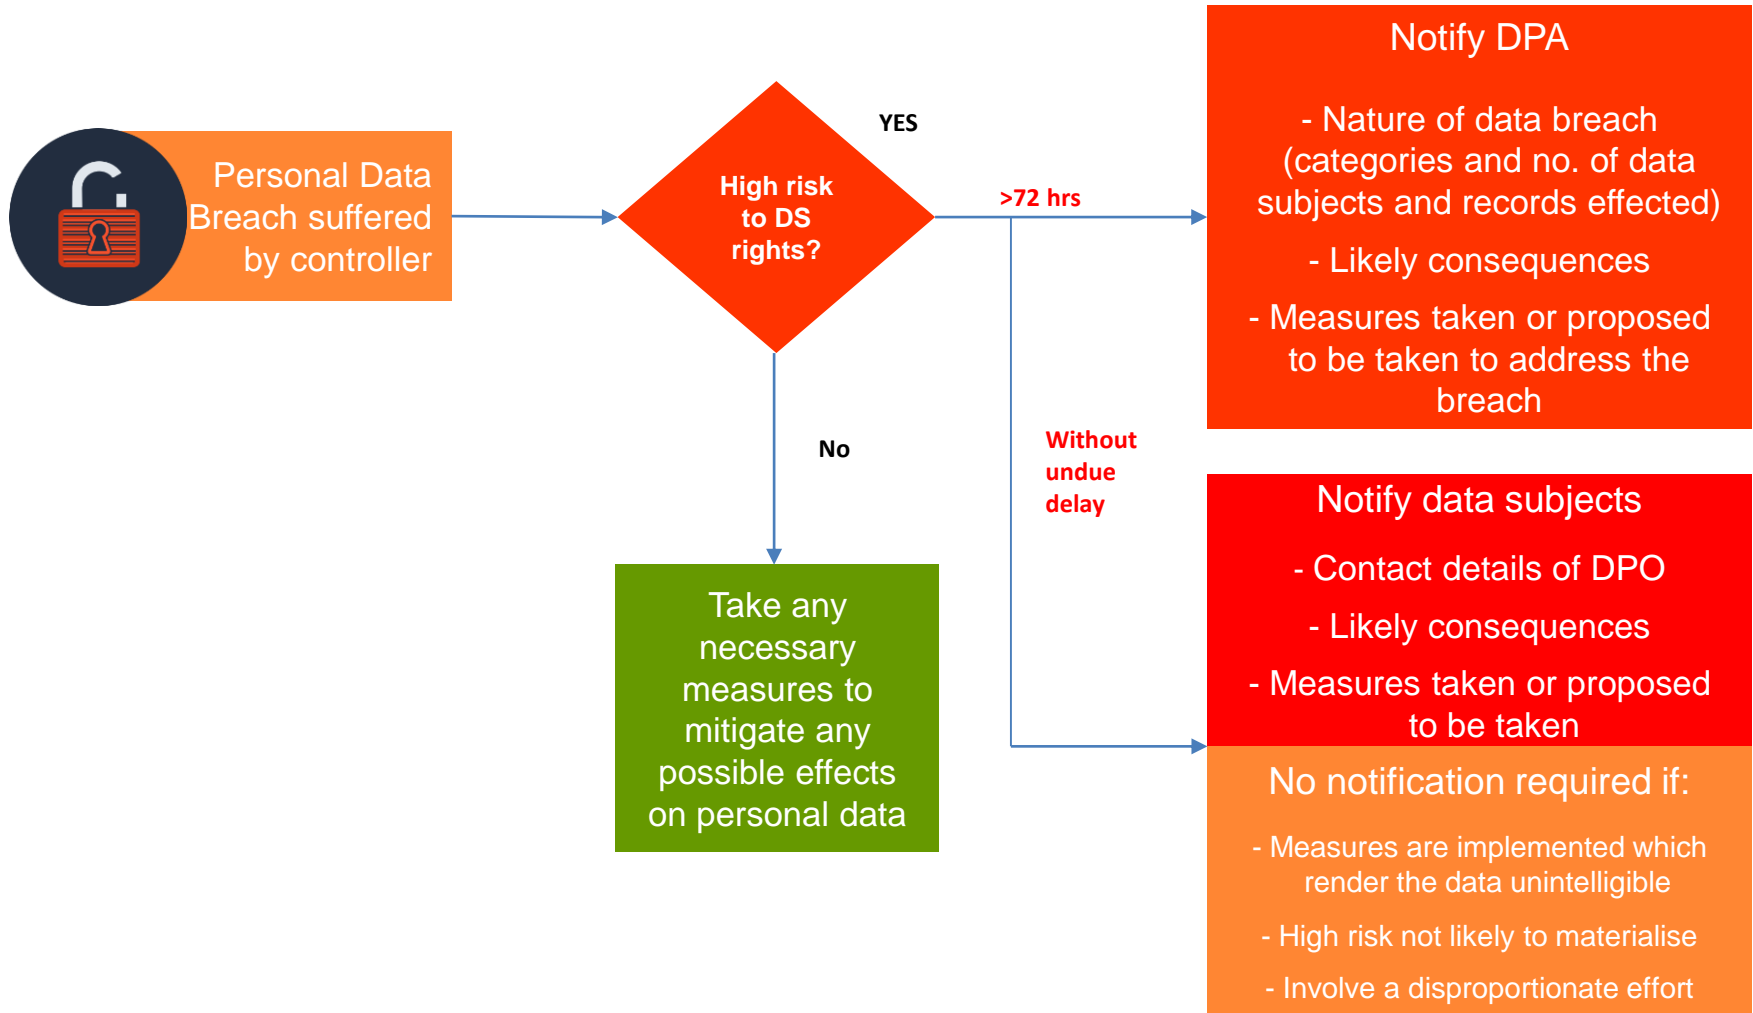 Personal Data
Breach suffered
by controller
High risk
to DS
rights?
YES
>72 hrs
No
Without
undue
delay
Take any
necessary
measures to
mitigate any
possible effects
on personal data
Notify DPA
- Nature of data breach
(categories and no. of data
subjects and records effected)
- Likely consequences
- Measures taken or proposed
to be taken to address the
breach
Notify data subjects
- Contact details of DPO
- Likely consequences
- Measures taken or proposed
to be taken
No notification required if:
- Measures are implemented which
render the data unintelligible
- High risk not likely to materialise
- Involve a disproportionate effort